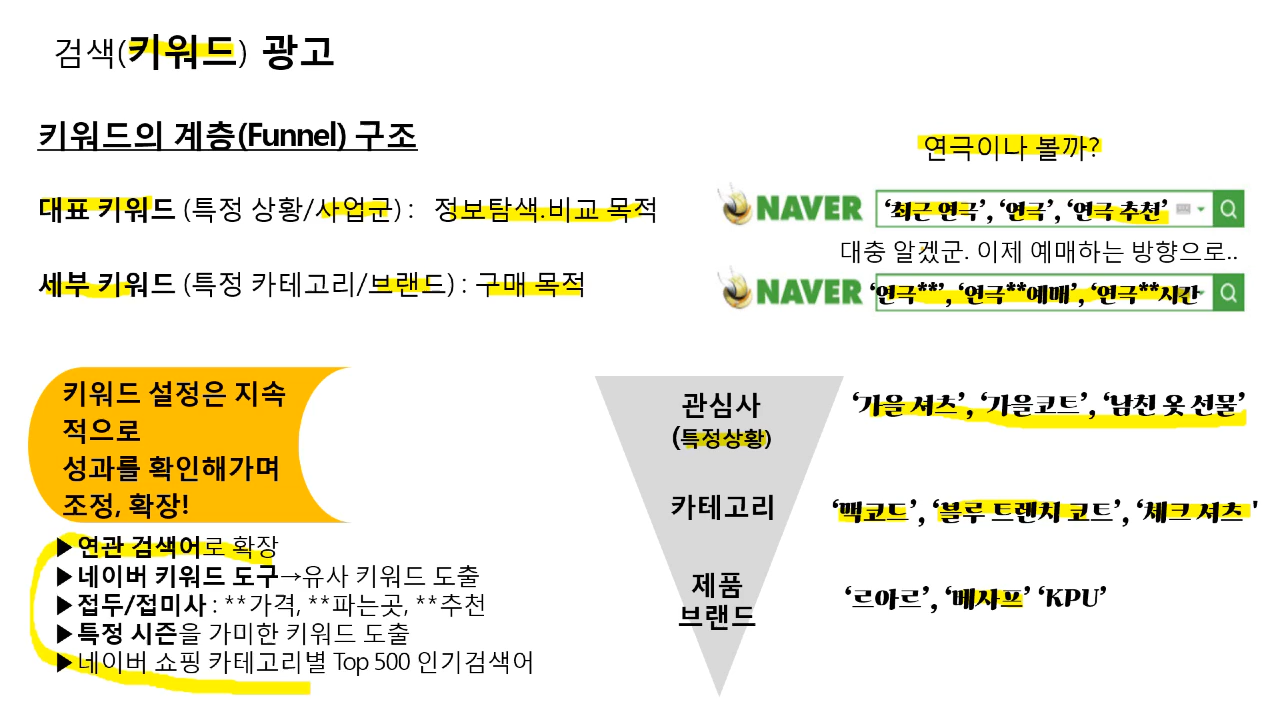 검색(키워드) 광고
키워드의 계층(Funnel) 구조
대표 키워드 (특정 상황/사업군) : 정보탐색.비교 목적
세부 키워드 (특정 카테고리/브랜드) : 구매 목적
연극이나 볼까?
NAVER ‘최근 연극’, ‘연극’, ‘연극 추천’
대충 알겠군. 이제 예매하는 방향으로..
NAVER ‘연극**’, ‘연극**예매’, ‘연극**시간
키워드 설정은 지속
적으로
성과를 확인해가며
조정, 확장!
▶연관 검색어로 확장
▶네이버 키워드 도구→유사 키워드 도출
▶접두/접미사 : **가격, **파는곳, **추천
▶특정 시즌을 가미한 키워드 도출
▶네이버 쇼핑 카테고리별 Top 500 인기검색어
관심사
(특정상황)
‘가을 셔츠’, ‘가을코트’, ‘남친 옷 선물’
카테고리
‘맥코드’, ‘블루 트렌치 코트’, ‘체크 셔츠 '
제품
브랜드
‘르아르’, ‘베사프’ ‘KPU’